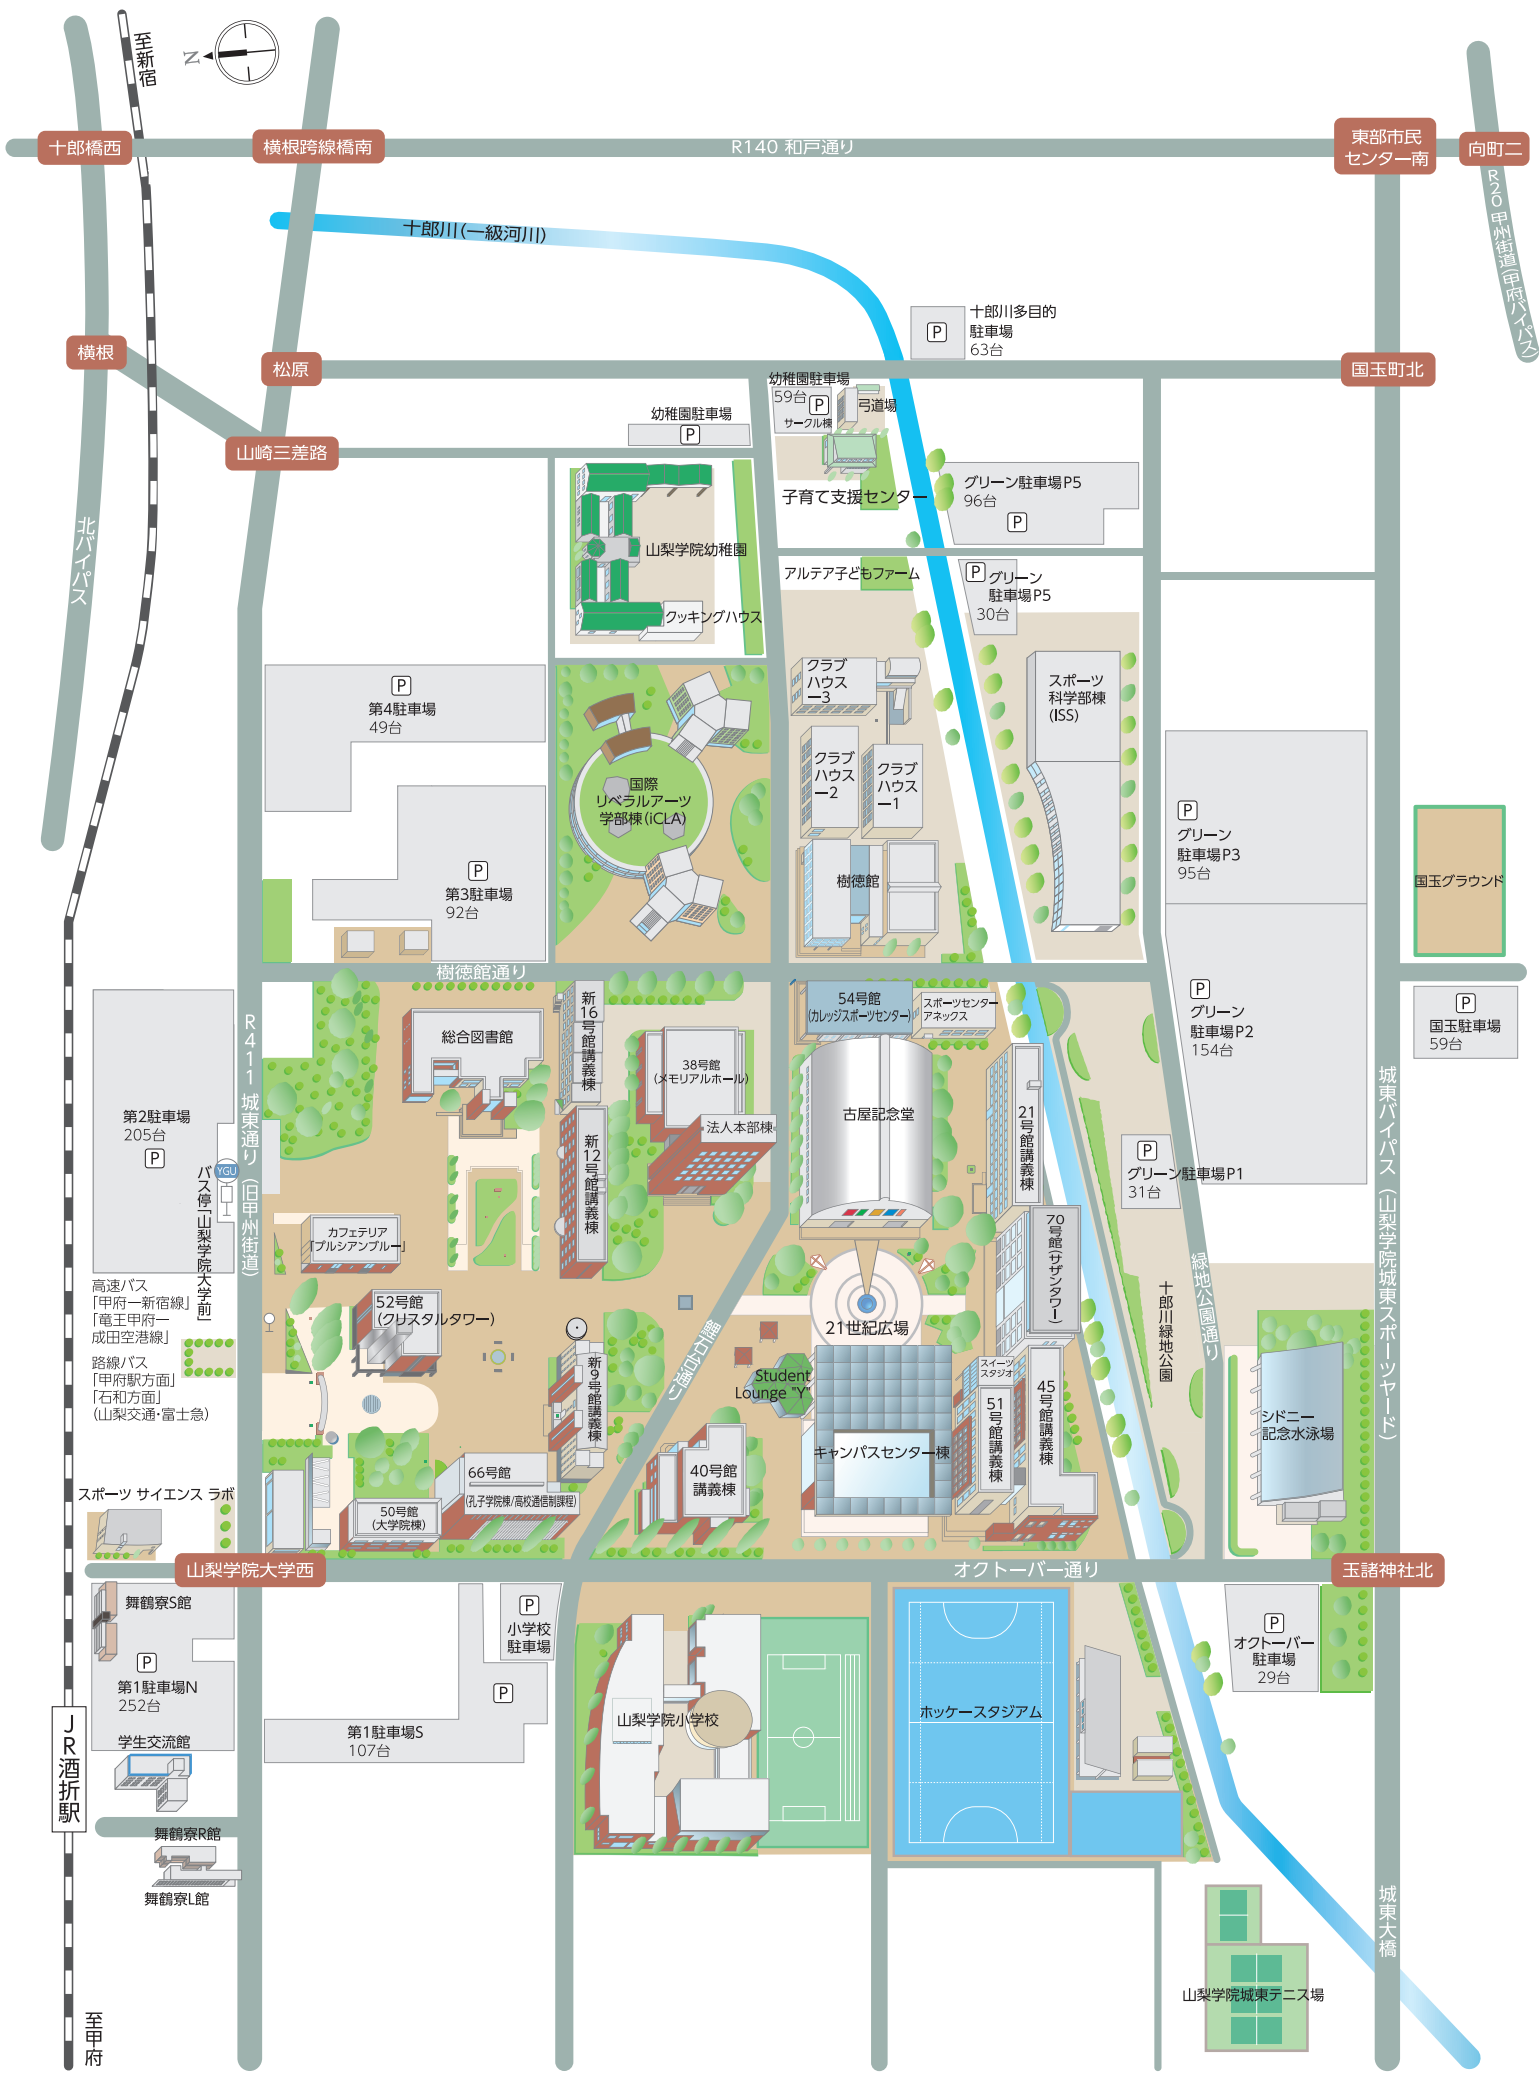 至新宿
N
十郎橋西
横根跨線橋南
R140 和戸通り
東部市民
センター南
向町二
R20 甲州街道(甲府バイパス)
十郎川(一級河川)
P
十郎川多目的
駐車場
63台
横根
松原
国玉町北
幼稚園駐車場
59台
P
サークル棟
弓道場
幼稚園駐車場
P
山崎三差路
子育て支援センター
グリーン駐車場P5
96台
P
北バイパス
山梨学院幼稚園
アルテア子どもファーム
P
グリーン
駐車場P5
30台
クッキングハウス
クラブ
ハウス
ー3
スポーツ
科学部棟
(ISS)
P
第4駐車場
49台
クラブ
ハウス
ー2
クラブ
ハウス
ー1
国際
リベラルアーツ
学部棟(iCLA)
P
グリーン
駐車場P3
95台
P
第3駐車場
92台
樹徳館
国玉グラウンド
樹徳館通り
新16号館講義棟
54号館
(カレッジスポーツセンター)
スポーツセンター
アネックス
P
グリーン
駐車場P2
154台
P
国玉駐車場
59台
総合図書館
38号館
(メモリアルホール)
R411 城東通り (旧甲州街道)
第2駐車場
205台
P
古屋記念堂
21号館講義棟
法人本部棟
新12号館講義棟
城東バイパス (山梨学院城東スポーツヤード)
YGU
バス停「山梨学院大学前」
P
グリーン駐車場P1
31台
カフェテリア
「プルシアンブルー」
70号館(サザンタワー)
高速バス
「甲府ー新宿線」
「竜王甲府ー
成田空港線」
路線バス
「甲府駅方面」
「石和方面」
(山梨交通・富士急)
52号館
(クリスタルタワー)
21世紀広場
緑地公園通り
十郎川緑地公園
新9号館講義棟
Student
Lounge "Y"
スイーツ
スタジオ
45号館講義棟
51号館講義棟
シドニー
記念水泳場
キャンパスセンター棟
66号館
(孔子学院棟/高校通信制課程)
40号館
講義棟
スポーツ サイエンス ラボ
50号館
(大学院棟)
山梨学院大学西
オクトーバー通り
玉諸神社北
舞鶴寮S館
P
第1駐車場N
252台
P
小学校
駐車場
P
オクトーバー
駐車場
29台
P
第1駐車場S
107台
山梨学院小学校
ホッケースタジアム
JR酒折駅
学生交流館
舞鶴寮R館
舞鶴寮L館
城東大橋
山梨学院城東テニス場
至甲府